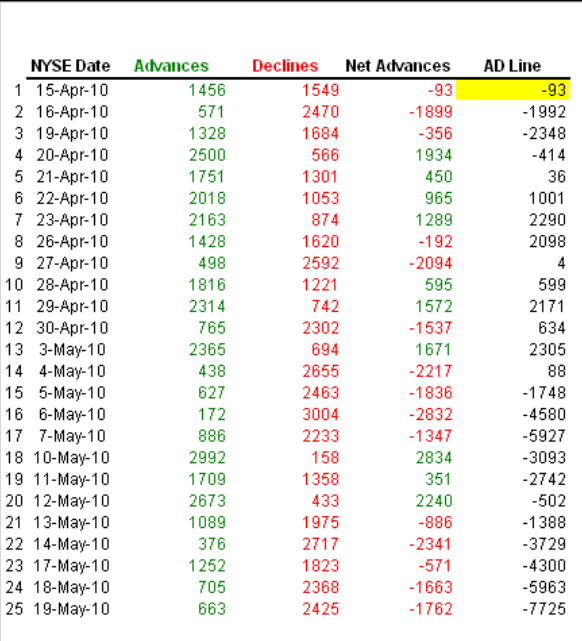 NYSE Date Advances Declines Net Advances AD Line
1 15-Apr-10 1456 1549 -93 -93
2 16-Apr-10 571 2470 -1899 -1992
3 19-Apr-10 1328 1684 -356 -2348
4 20-Apr-10 2500 566 1934 -414
5 21-Apr-10 1751 1301 450 36
6 22-Apr-10 2018 1053 965 1001
7 23-Apr-10 2163 874 1289 2290
8 26-Apr-10 1428 1620 -192 2098
9 27-Apr-10 498 2592 -2094 4
10 28-Apr-10 1816 1221 595 599
11 29-Apr-10 2314 742 1572 2171
12 30-Apr-10 765 2302 -1537 634
13 3-May-10 2365 694 1671 2305
14 4-May-10 438 2655 -2217 88
15 5-May-10 627 2463 -1836 -1748
16 6-May-10 172 3004 -2832 -4580
17 7-May-10 886 2233 -1347 -5927
18 10-May-10 2992 158 2834 -3093
19 11-May-10 1709 1358 351 -2742
20 12-May-10 2673 433 2240 -502
21 13-May-10 1089 1975 -886 -1388
22 14-May-10 376 2717 -2341 -3729
23 17-May-10 1252 1823 -571 -4300
24 18-May-10 705 2368 -1663 -5963
25 19-May-10 663 2425 -1762 -7725